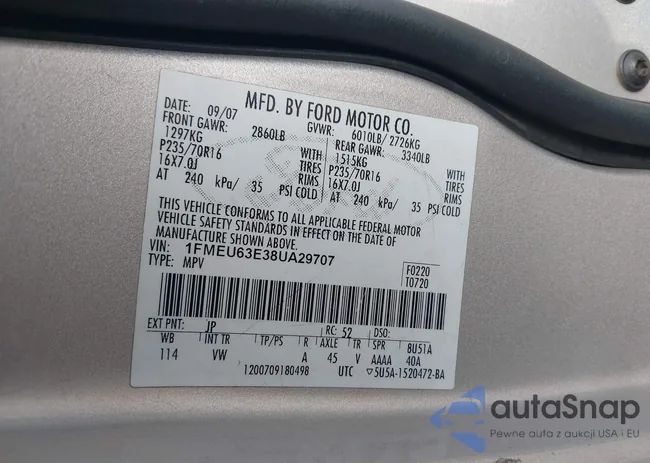 MFD. BY FORD MOTOR CO.
DATE: 09/07 GVWR: 6010LB/ 2726KG
FRONT GAWR: 2860LB REAR GAWR: 3340LB
1297KG WITH 1515KG WITH
P235/70R16 TIRES P235/70R16 TIRES
16X7.0J RIMS 16X7.0J RIMS
AT 240 kPa/ 35 PSI COLD AT 240 kPa/ 35 PSI COLD
THIS VEHICLE CONFORMS TO ALL APPLICABLE FEDERAL MOTOR
VEHICLE SAFETY STANDARDS IN EFFECT ON THE DATE OF
MANUFACTURE SHOWN ABOVE.
VIN: 1FMEU63E38UA29707
TYPE: MPV
F0220
T0720
EXT PNT: JP RC: 52 DSO:
WB INT TR TP/PS R AXLE TR SPR 8U51A
114 VW A 45 V AAAA 40A
1200709180498 UTC ▽5U5A-1520472-BA
autaSnap
Pewne auta z aukcji USA i EU